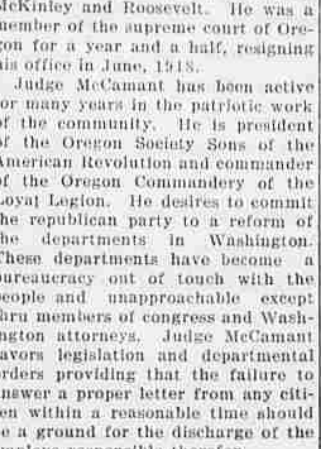 McKinley and Roosevelt. He was a
member of the supreme court of Ore-
gon for a year and a half, resigning
his office in June, 1918.
Judge McCamant has been active
for many years in the patriotic work
of the community. He is president
of the Oregon Society Sons of the
American Revolution and commander
of the Oregon Commandery of the
Loyal Legion. He desires to commit
the republican party to a reform of
the departments in Washington.
These departments have become a
bureaucracy out of touch with the
people and unapproachable except
thru members of congress and Wash-
ington attorneys. Judge McCamant
favors legislation and departmental
orders providing that the failure to
answer a proper letter from any citi-
zen within a reasonable time should
be a ground for the discharge of the
employe responsible therefor.